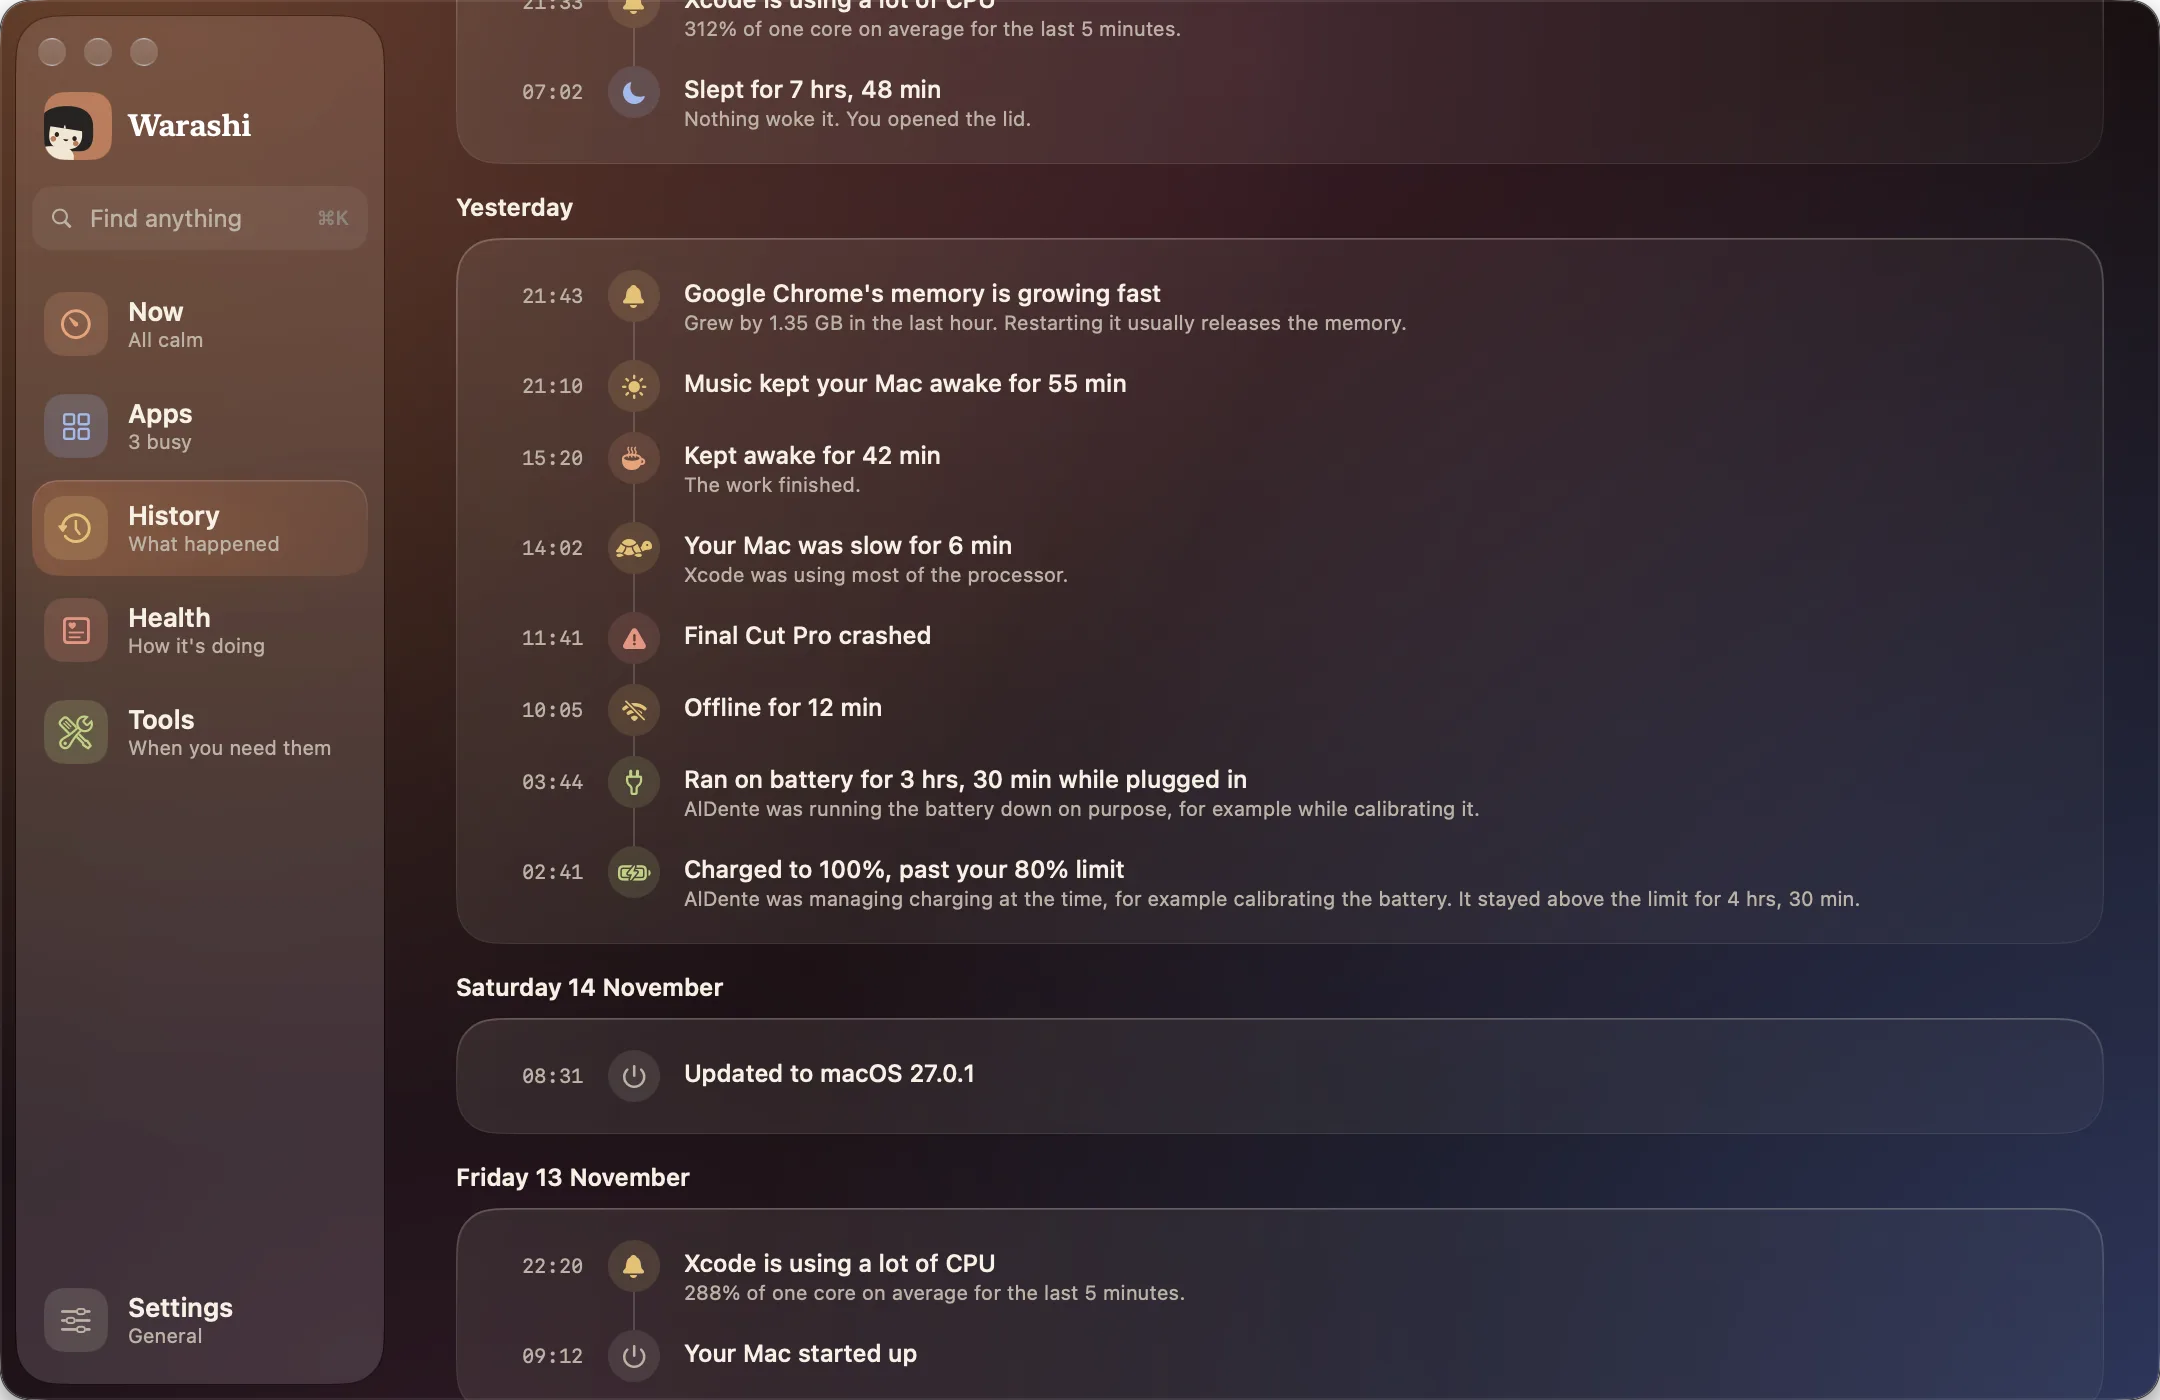 Warashi
Find anything ⌘K
Now
All calm
Apps
3 busy
History
What happened
Health
How it's doing
Tools
When you need them
Settings
General
21:33 Xcode is using a lot of CPU
312% of one core on average for the last 5 minutes.
07:02 Slept for 7 hrs, 48 min
Nothing woke it. You opened the lid.
Yesterday
21:43 Google Chrome's memory is growing fast
Grew by 1.35 GB in the last hour. Restarting it usually releases the memory.
21:10 Music kept your Mac awake for 55 min
15:20 Kept awake for 42 min
The work finished.
14:02 Your Mac was slow for 6 min
Xcode was using most of the processor.
11:41 Final Cut Pro crashed
10:05 Offline for 12 min
03:44 Ran on battery for 3 hrs, 30 min while plugged in
AlDente was running the battery down on purpose, for example while calibrating it.
02:41 Charged to 100%, past your 80% limit
AlDente was managing charging at the time, for example calibrating the battery. It stayed above the limit for 4 hrs, 30 min.
Saturday 14 November
08:31 Updated to macOS 27.0.1
Friday 13 November
22:20 Xcode is using a lot of CPU
288% of one core on average for the last 5 minutes.
09:12 Your Mac started up